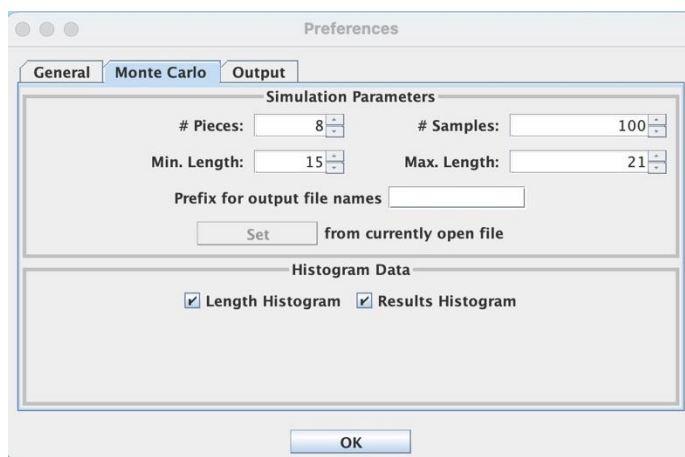 Preferences
General Monte Carlo Output
Simulation Parameters
# Pieces: 8 # Samples: 100
Min. Length: 15 Max. Length: 21
Prefix for output file names
Set from currently open file
Histogram Data
Length Histogram Results Histogram
OK